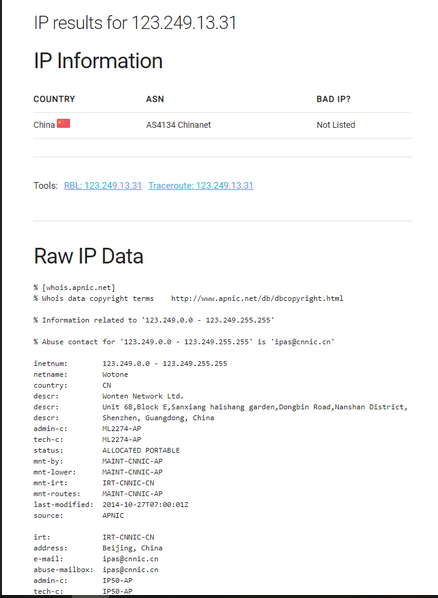 IP results for 123.249.13.31
IP Information
COUNTRY ASN BAD IP?
China AS4134 Chinanet Not Listed
Tools: RBL: 123.249.13.31 Traceroute: 123.249.13.31
Raw IP Data
% [whois.apnic.net]
% Whois data copyright terms    http://www.apnic.net/db/dbcopyright.html
% Information related to '123.249.0.0 - 123.249.255.255'
% Abuse contact for '123.249.0.0 - 123.249.255.255' is 'ipas@cnnic.cn'
inetnum:        123.249.0.0 - 123.249.255.255
netname:        Wotone
country:        CN
descr:          Wonten Network Ltd.
descr:          Unit 6B,Block E,Sanxiang haishang garden,Dongbin Road,Nanshan District,
descr:          Shenzhen, Guangdong, China
admin-c:        ML2274-AP
tech-c:         ML2274-AP
status:         ALLOCATED PORTABLE
mnt-by:         MAINT-CNNIC-AP
mnt-lower:      MAINT-CNNIC-AP
mnt-irt:        IRT-CNNIC-CN
mnt-routes:     MAINT-CNNIC-AP
last-modified:  2014-10-27T07:00:01Z
source:         APNIC
irt:            IRT-CNNIC-CN
address:        Beijing, China
e-mail:         ipas@cnnic.cn
abuse-mailbox:  ipas@cnnic.cn
admin-c:        IP50-AP
tech-c:         IP50-AP